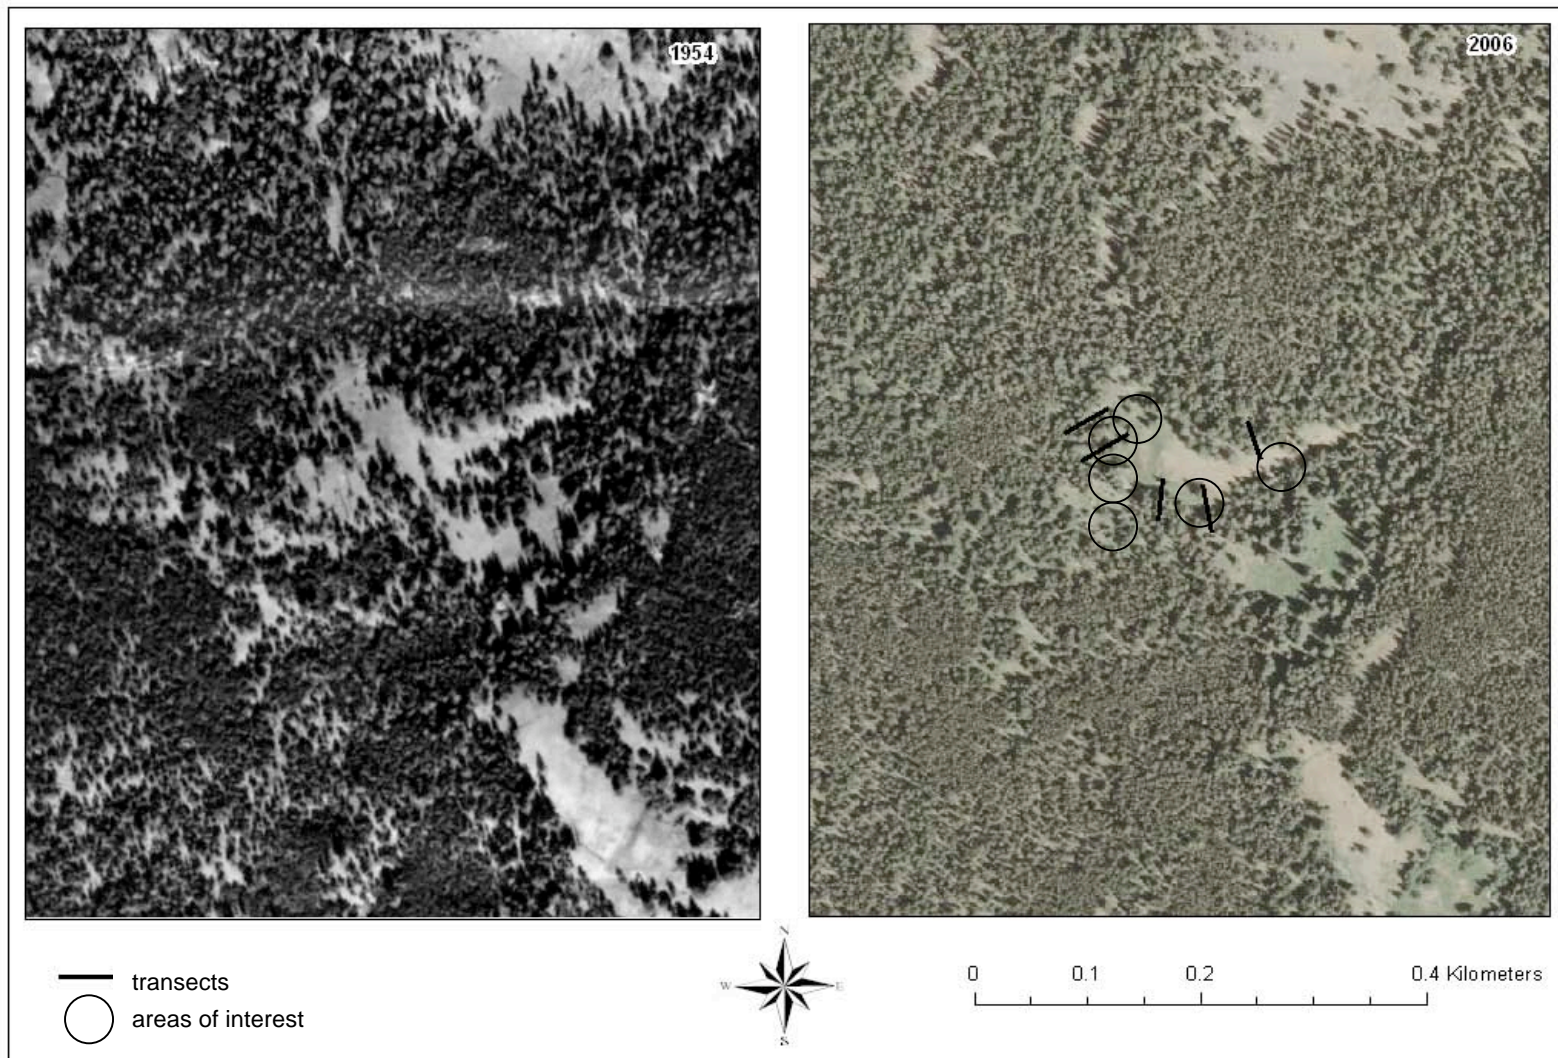 1954
2006
transects
areas of interest
N
W
E
S
0 0.1 0.2 0.4 Kilometers